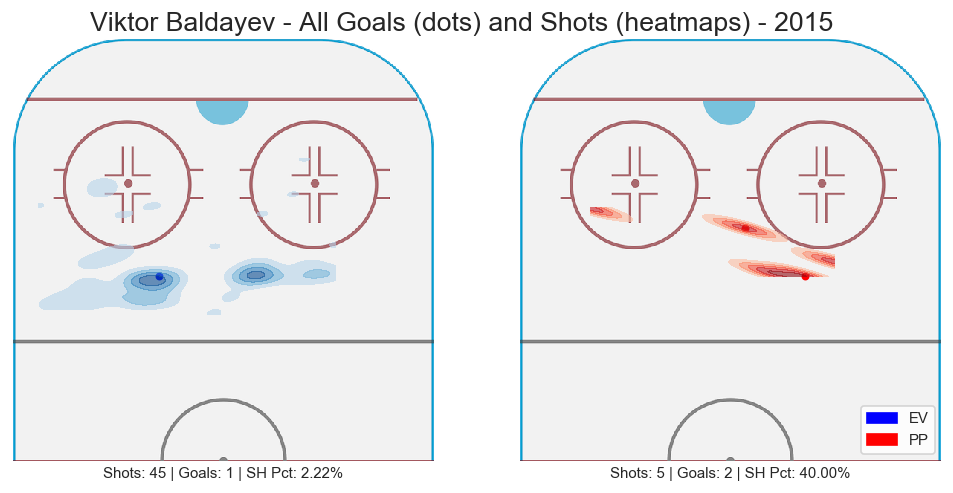 Viktor Baldayev - All Goals (dots) and Shots (heatmaps) - 2015
EV
PP
Shots: 45 | Goals: 1 | SH Pct: 2.22%
Shots: 5 | Goals: 2 | SH Pct: 40.00%